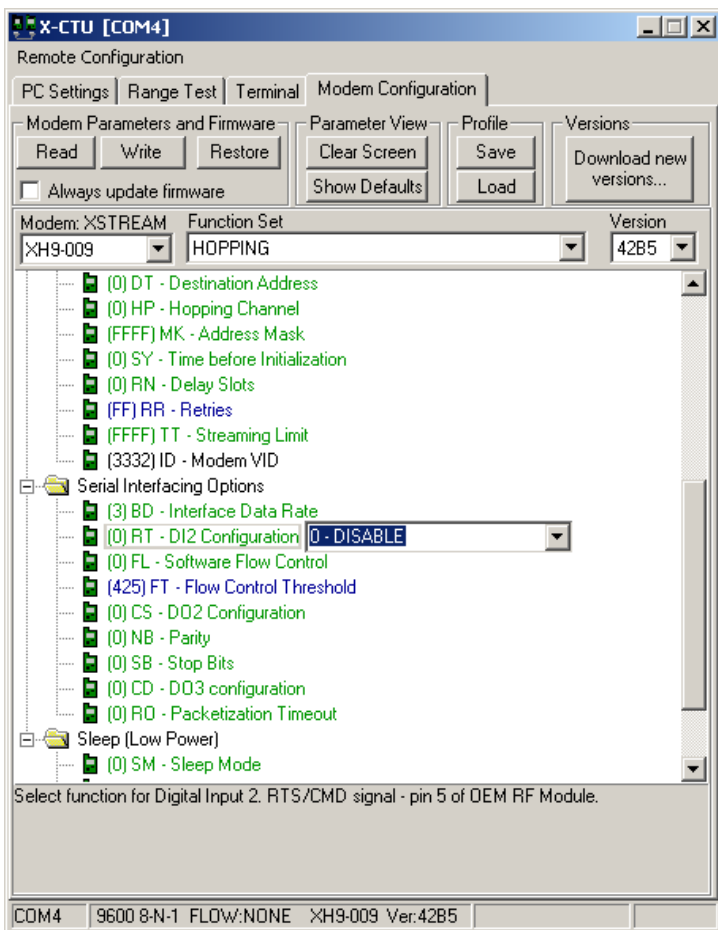 X-CTU [COM4]
Remote Configuration
PC Settings Range Test Terminal Modem Configuration
Modem Parameters and Firmware Parameter View Profile Versions
Read Write Restore Clear Screen Save Download new versions...
Always update firmware Show Defaults Load
Modem: XSTREAM Function Set Version
XH9-009 HOPPING 42B5
(0) DT - Destination Address
(0) HP - Hopping Channel
(FFFF) MK - Address Mask
(0) SY - Time before Initialization
(0) RN - Delay Slots
(FF) RR - Retries
(FFFF) TT - Streaming Limit
(3332) ID - Modem VID
Serial Interfacing Options
(3) BD - Interface Data Rate
(0) RT - DI2 Configuration 0 - DISABLE
(0) FL - Software Flow Control
(425) FT - Flow Control Threshold
(0) CS - DO2 Configuration
(0) NB - Parity
(0) SB - Stop Bits
(0) CD - DO3 configuration
(0) RO - Packetization Timeout
Sleep (Low Power)
(0) SM - Sleep Mode
Select function for Digital Input 2. RTS/CMD signal - pin 5 of OEM RF Module.
COM4 9600 8-N-1 FLOW:NONE XH9-009 Ver:42B5